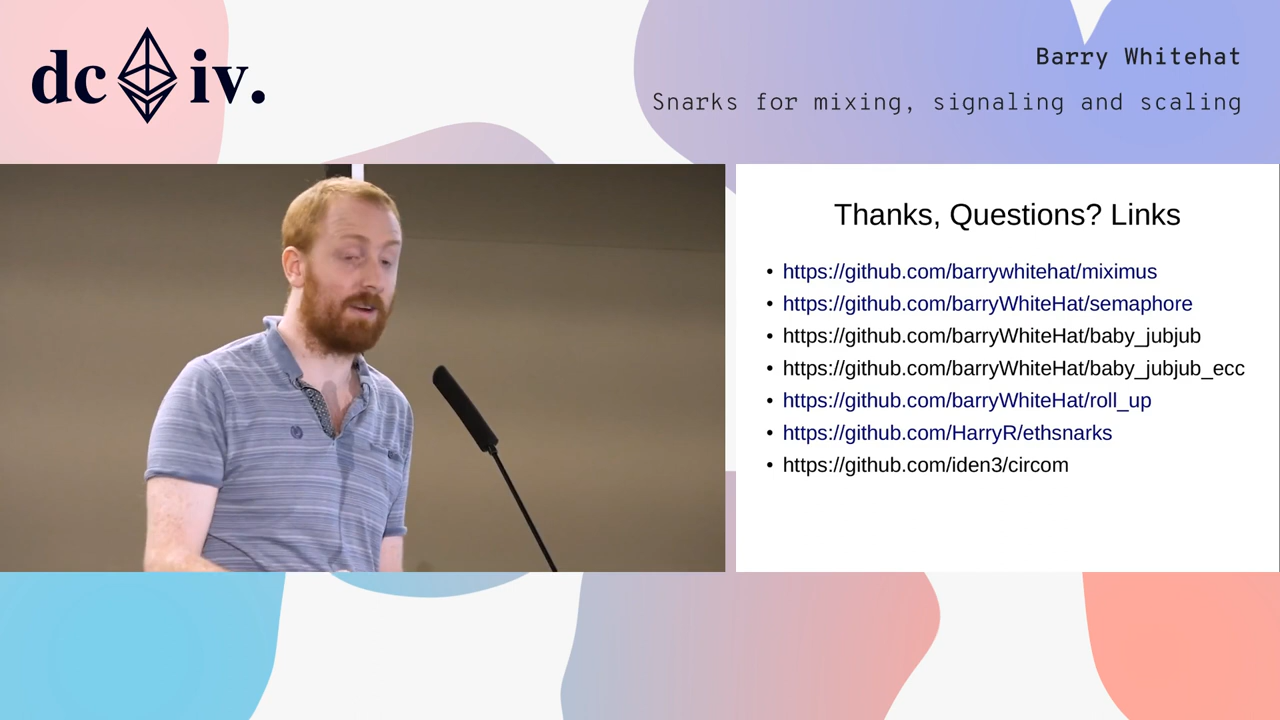 dc iv.
Barry Whitehat
Snarks for mixing, signaling and scaling
Thanks, Questions? Links
• https://github.com/barrywhitehat/miximus
• https://github.com/barryWhiteHat/semaphore
• https://github.com/barryWhiteHat/baby_jubjub
• https://github.com/barryWhiteHat/baby_jubjub_ecc
• https://github.com/barryWhiteHat/roll_up
• https://github.com/HarryR/ethsnarks
• https://github.com/iden3/circom